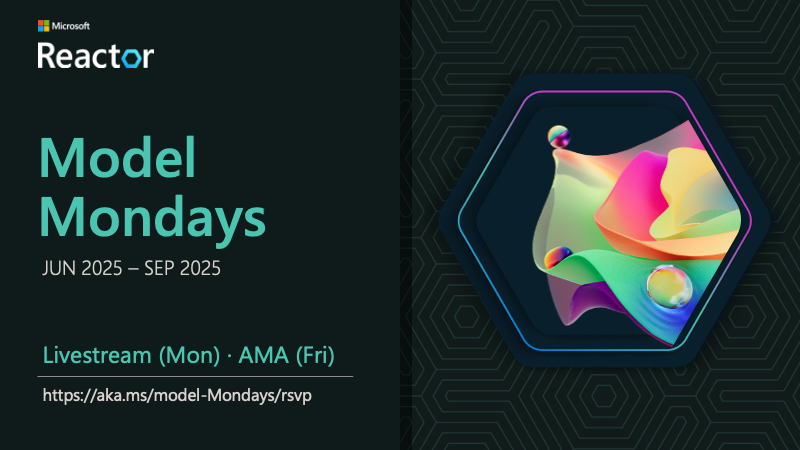 Microsoft
Reactor
Model
Mondays
JUN 2025 – SEP 2025
Livestream (Mon) · AMA (Fri)
https://aka.ms/model-Mondays/rsvp